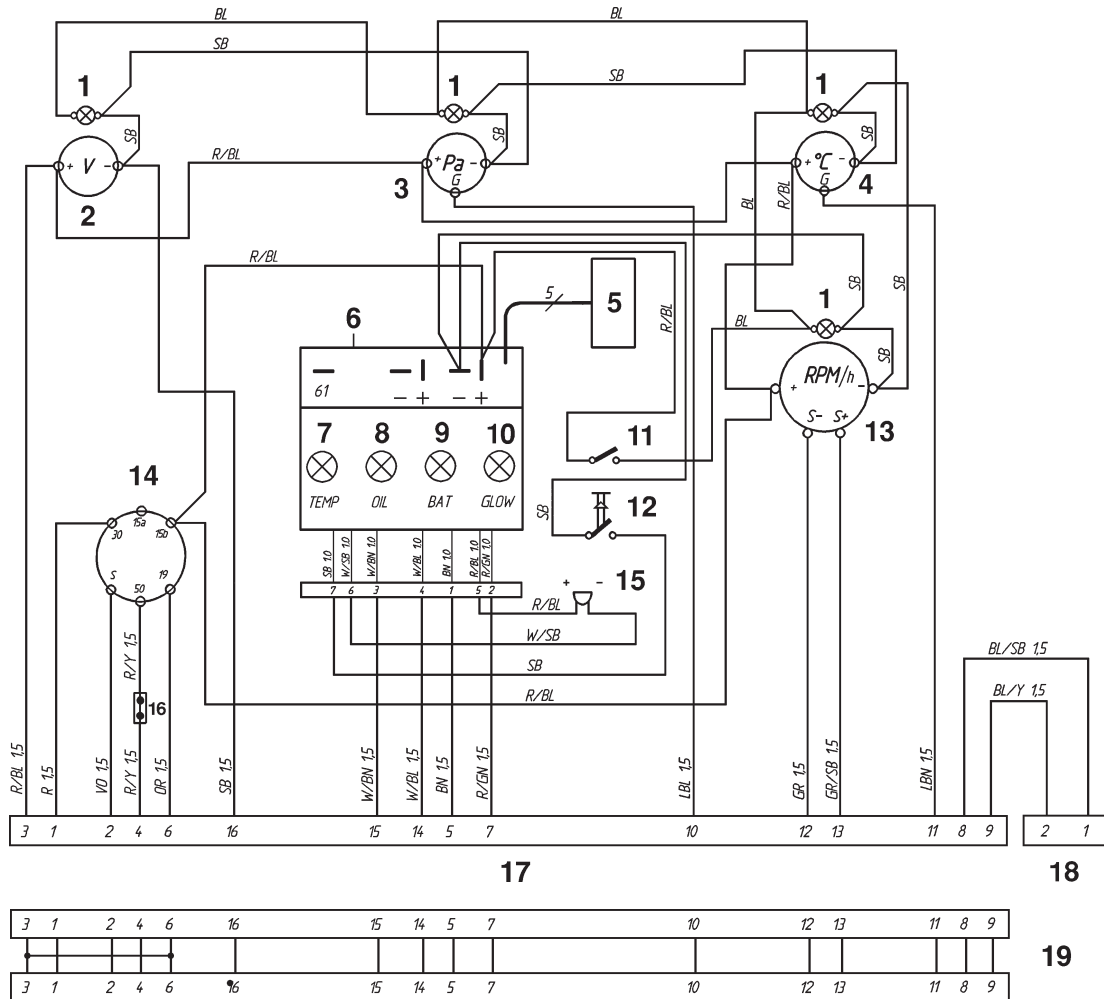 BL
BL
SB
SB
1
1
1
SB
SB
SB
+ V -
R/BL
+ Pa -
G
+ °C -
G
2
3
4
BL
R/BL
R/BL
5
5
R/BL
SB
SB
1
BL
SB
6
61
- +
- +
RPM/h
+ -
S- S+
7
8
9
10
11
13
TEMP
OIL
BAT
GLOW
14
12
SB
30
15a
15b
S
50
19
SB 1.0
W/SB 1.0
W/BN 1.0
W/BL 1.0
BN 1.0
R/BL 1.0
R/GN 1.0
7 6 3 4 1 5 2
+ -
15
R/BL
W/SB
SB
R/BL
R/Y 1,5
16
BL/SB 1,5
BL/Y 1,5
R/BL 1,5
R 1,5
VO 1,5
R/Y 1,5
OR 1,5
SB 1,5
W/BN 1,5
W/BL 1,5
BN 1,5
R/GN 1,5
LBL 1,5
GR 1,5
GR/SB 1,5
LBN 1,5
3 1 2 4 6 16 15 14 5 7 10 12 13 11 8 9
2 1
17
18
3 1 2 4 6 16 15 14 5 7 10 12 13 11 8 9
19
3 1 2 4 6 16 15 14 5 7 10 12 13 11 8 9